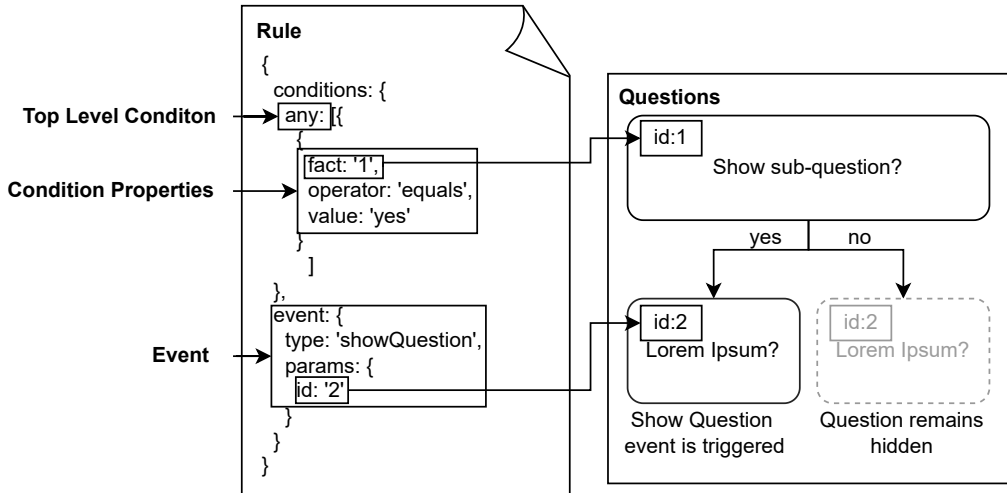 Rule
{
conditions: {
Top Level Conditon
any: [{
{
fact: '1',
Condition Properties
operator: 'equals',
value: 'yes'
}
]
},
event: {
type: 'showQuestion',
Event
params: {
id: '2'
}
}
}
Questions
id:1
Show sub-question?
yes
no
id:2
Lorem Ipsum?
Show Question
event is triggered
id:2
Lorem Ipsum?
Question remains
hidden